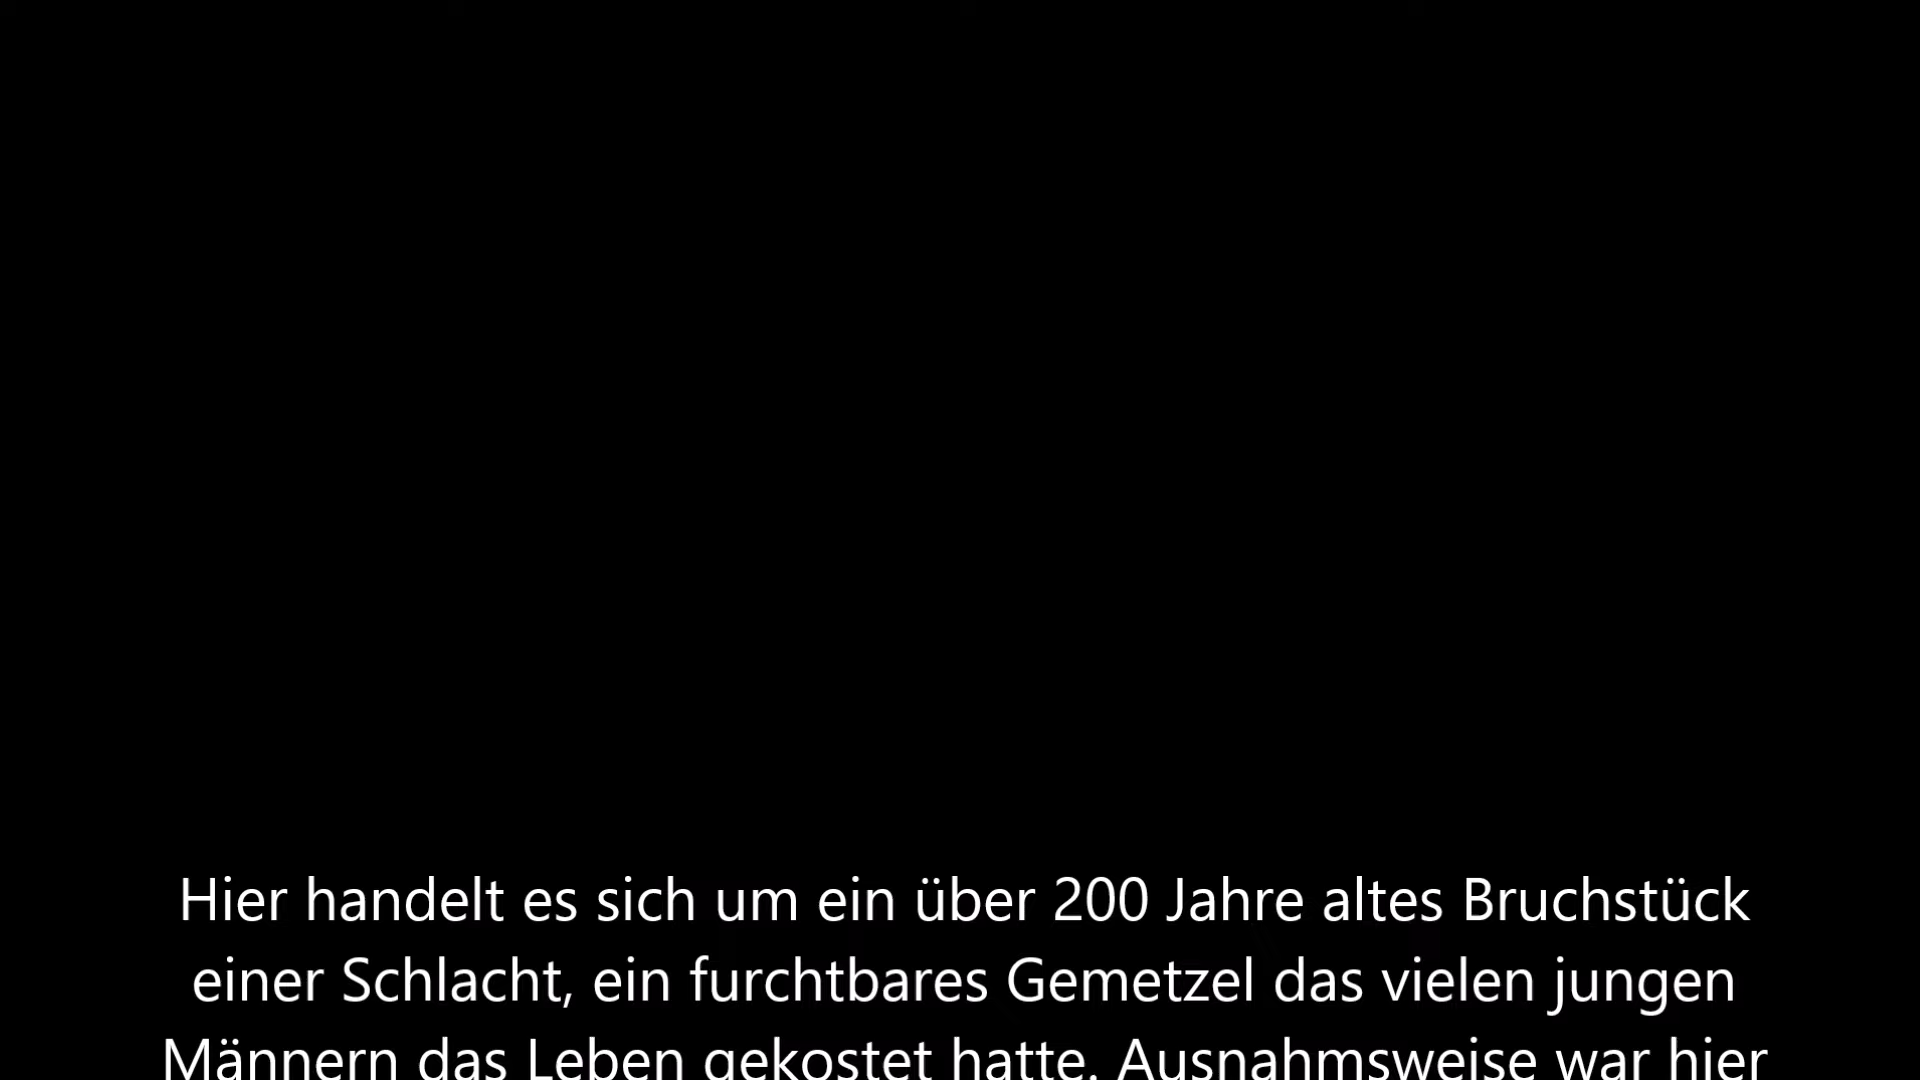 Hier handelt es sich um ein über 200 Jahre altes Bruchstück
einer Schlacht, ein furchtbares Gemetzel das vielen jungen
Männern das Leben gekostet hatte. Ausnahmsweise war hier